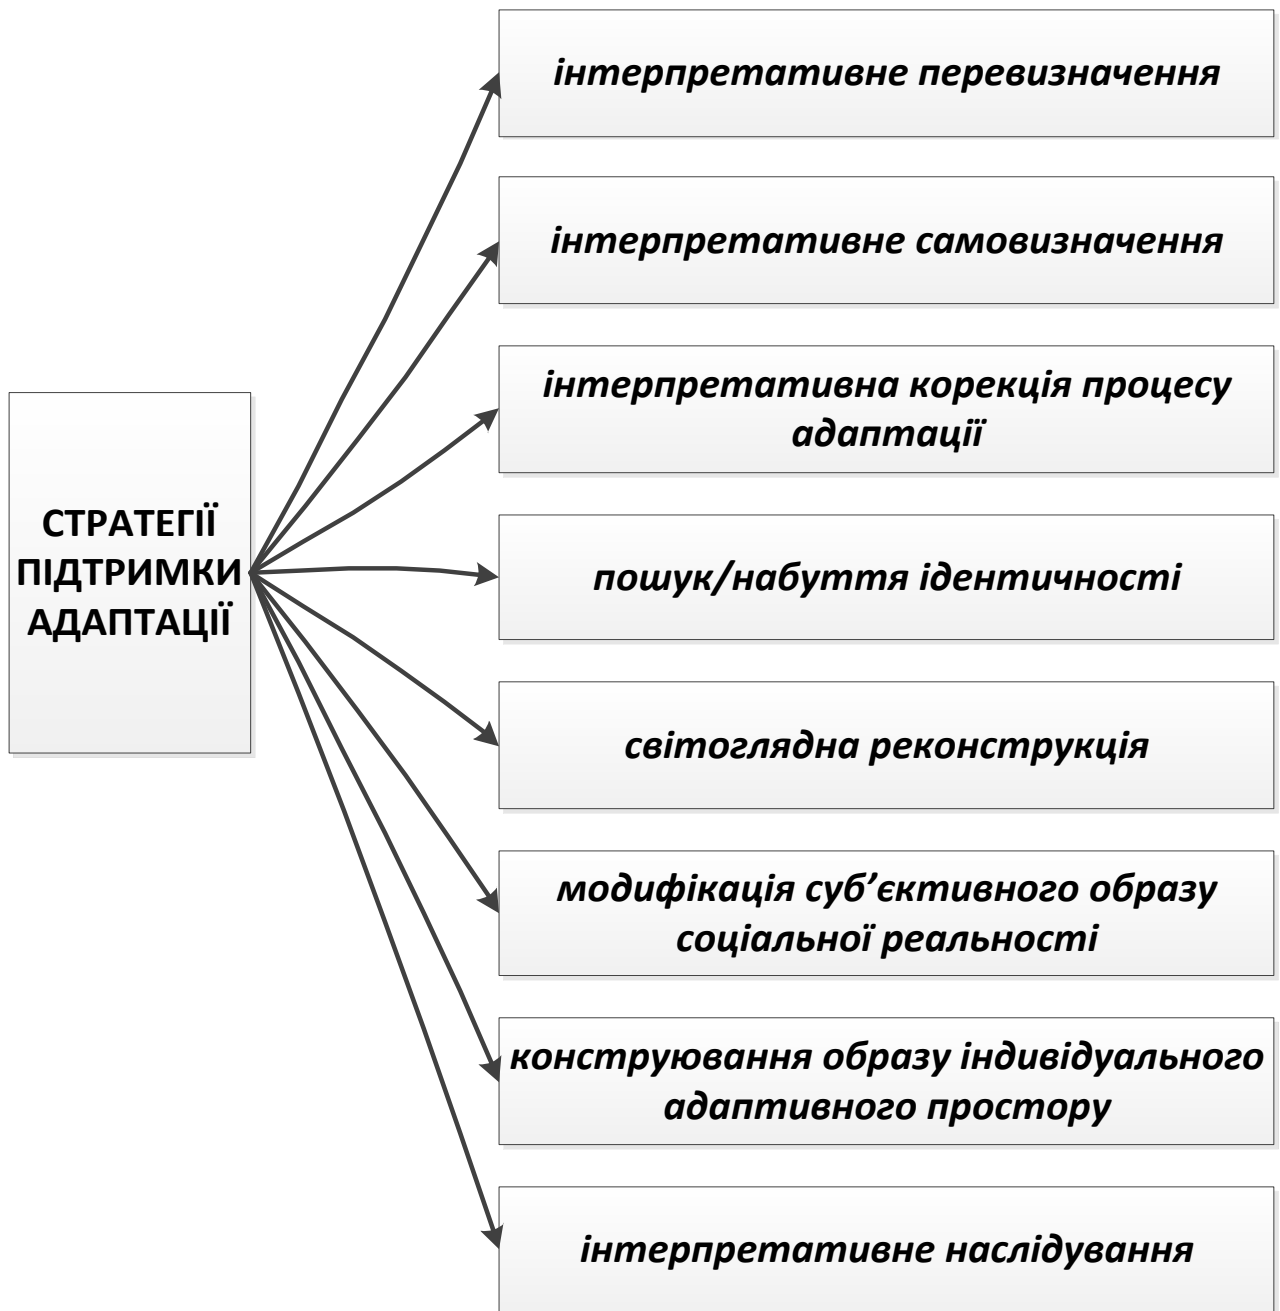 інтерпретативне перевизначення
інтерпретативне самовизначення
інтерпретативна корекція процесу
адаптації
СТРАТЕГІЇ
ПІДТРИМКИ
АДАПТАЦІЇ
пошук/набуття ідентичності
світоглядна реконструкція
модифікація суб’єктивного образу
соціальної реальності
конструювання образу індивідуального
адаптивного простору
інтерпретативне наслідування